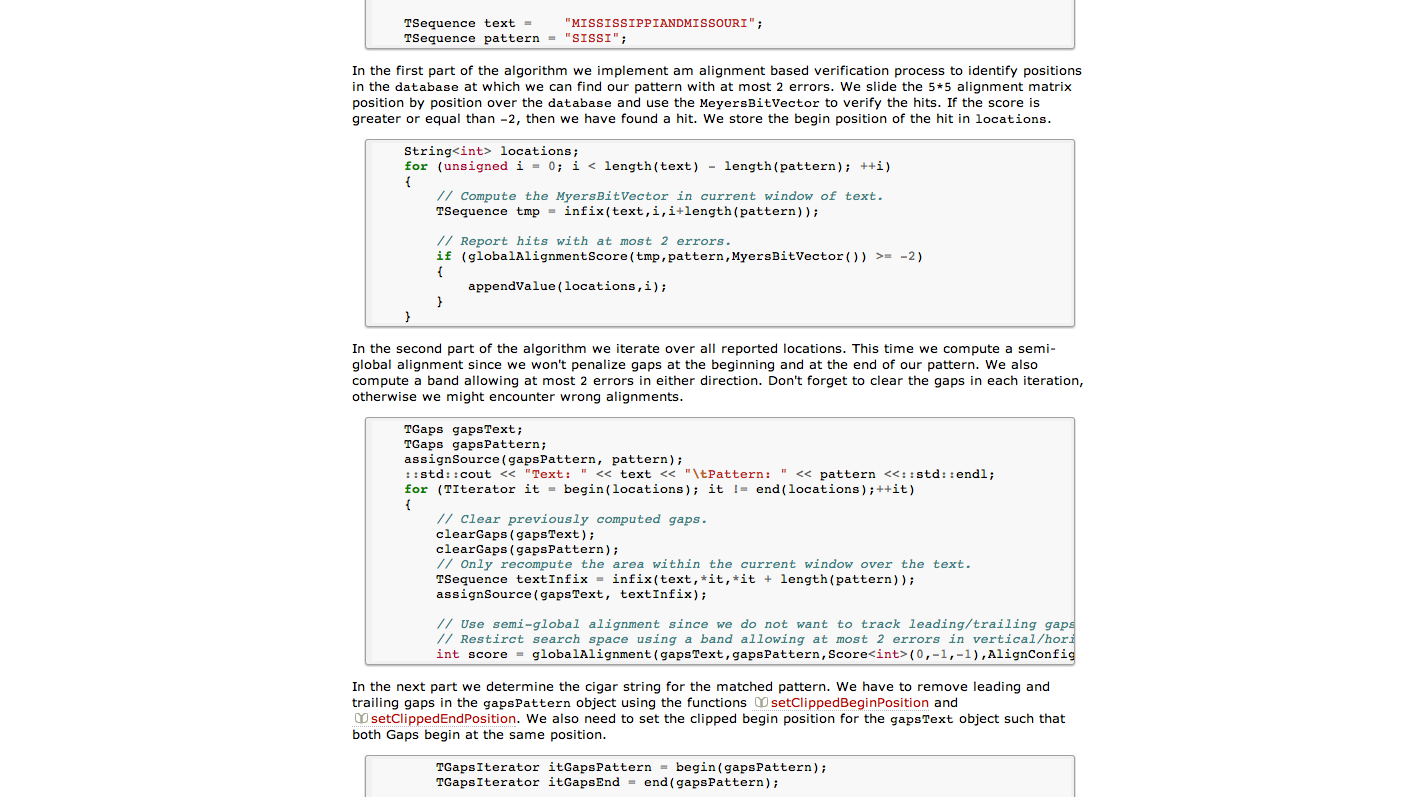 TSequence text =    "MISSISSIPPIANDMISSOURI";
TSequence pattern = "SISSI";
In the first part of the algorithm we implement am alignment based verification process to identify positions
in the database at which we can find our pattern with at most 2 errors. We slide the 5*5 alignment matrix
position by position over the database and use the MeyersBitVector to verify the hits. If the score is
greater or equal than -2, then we have found a hit. We store the begin position of the hit in locations.
String<int> locations;
for (unsigned i = 0; i < length(text) - length(pattern); ++i)
{
    // Compute the MyersBitVector in current window of text.
    TSequence tmp = infix(text,i,i+length(pattern));
    // Report hits with at most 2 errors.
    if (globalAlignmentScore(tmp,pattern,MyersBitVector()) >= -2)
    {
        appendValue(locations,i);
    }
}
In the second part of the algorithm we iterate over all reported locations. This time we compute a semi-
global alignment since we won't penalize gaps at the beginning and at the end of our pattern. We also
compute a band allowing at most 2 errors in either direction. Don't forget to clear the gaps in each iteration,
otherwise we might encounter wrong alignments.
TGaps gapsText;
TGaps gapsPattern;
assignSource(gapsPattern, pattern);
::std::cout << "Text: " << text << "\tPattern: " << pattern <<::std::endl;
for (TIterator it = begin(locations); it != end(locations);++it)
{
    // Clear previously computed gaps.
    clearGaps(gapsText);
    clearGaps(gapsPattern);
    // Only recompute the area within the current window over the text.
    TSequence textInfix = infix(text,*it,*it + length(pattern));
    assignSource(gapsText, textInfix);
    // Use semi-global alignment since we do not want to track leading/trailing gaps
    // Restirct search space using a band allowing at most 2 errors in vertical/hori
    int score = globalAlignment(gapsText,gapsPattern,Score<int>(0,-1,-1),AlignConfig
In the next part we determine the cigar string for the matched pattern. We have to remove leading and
trailing gaps in the gapsPattern object using the functions setClippedBeginPosition and
setClippedEndPosition. We also need to set the clipped begin position for the gapsText object such that
both Gaps begin at the same position.
TGapsIterator itGapsPattern = begin(gapsPattern);
TGapsIterator itGapsEnd = end(gapsPattern);